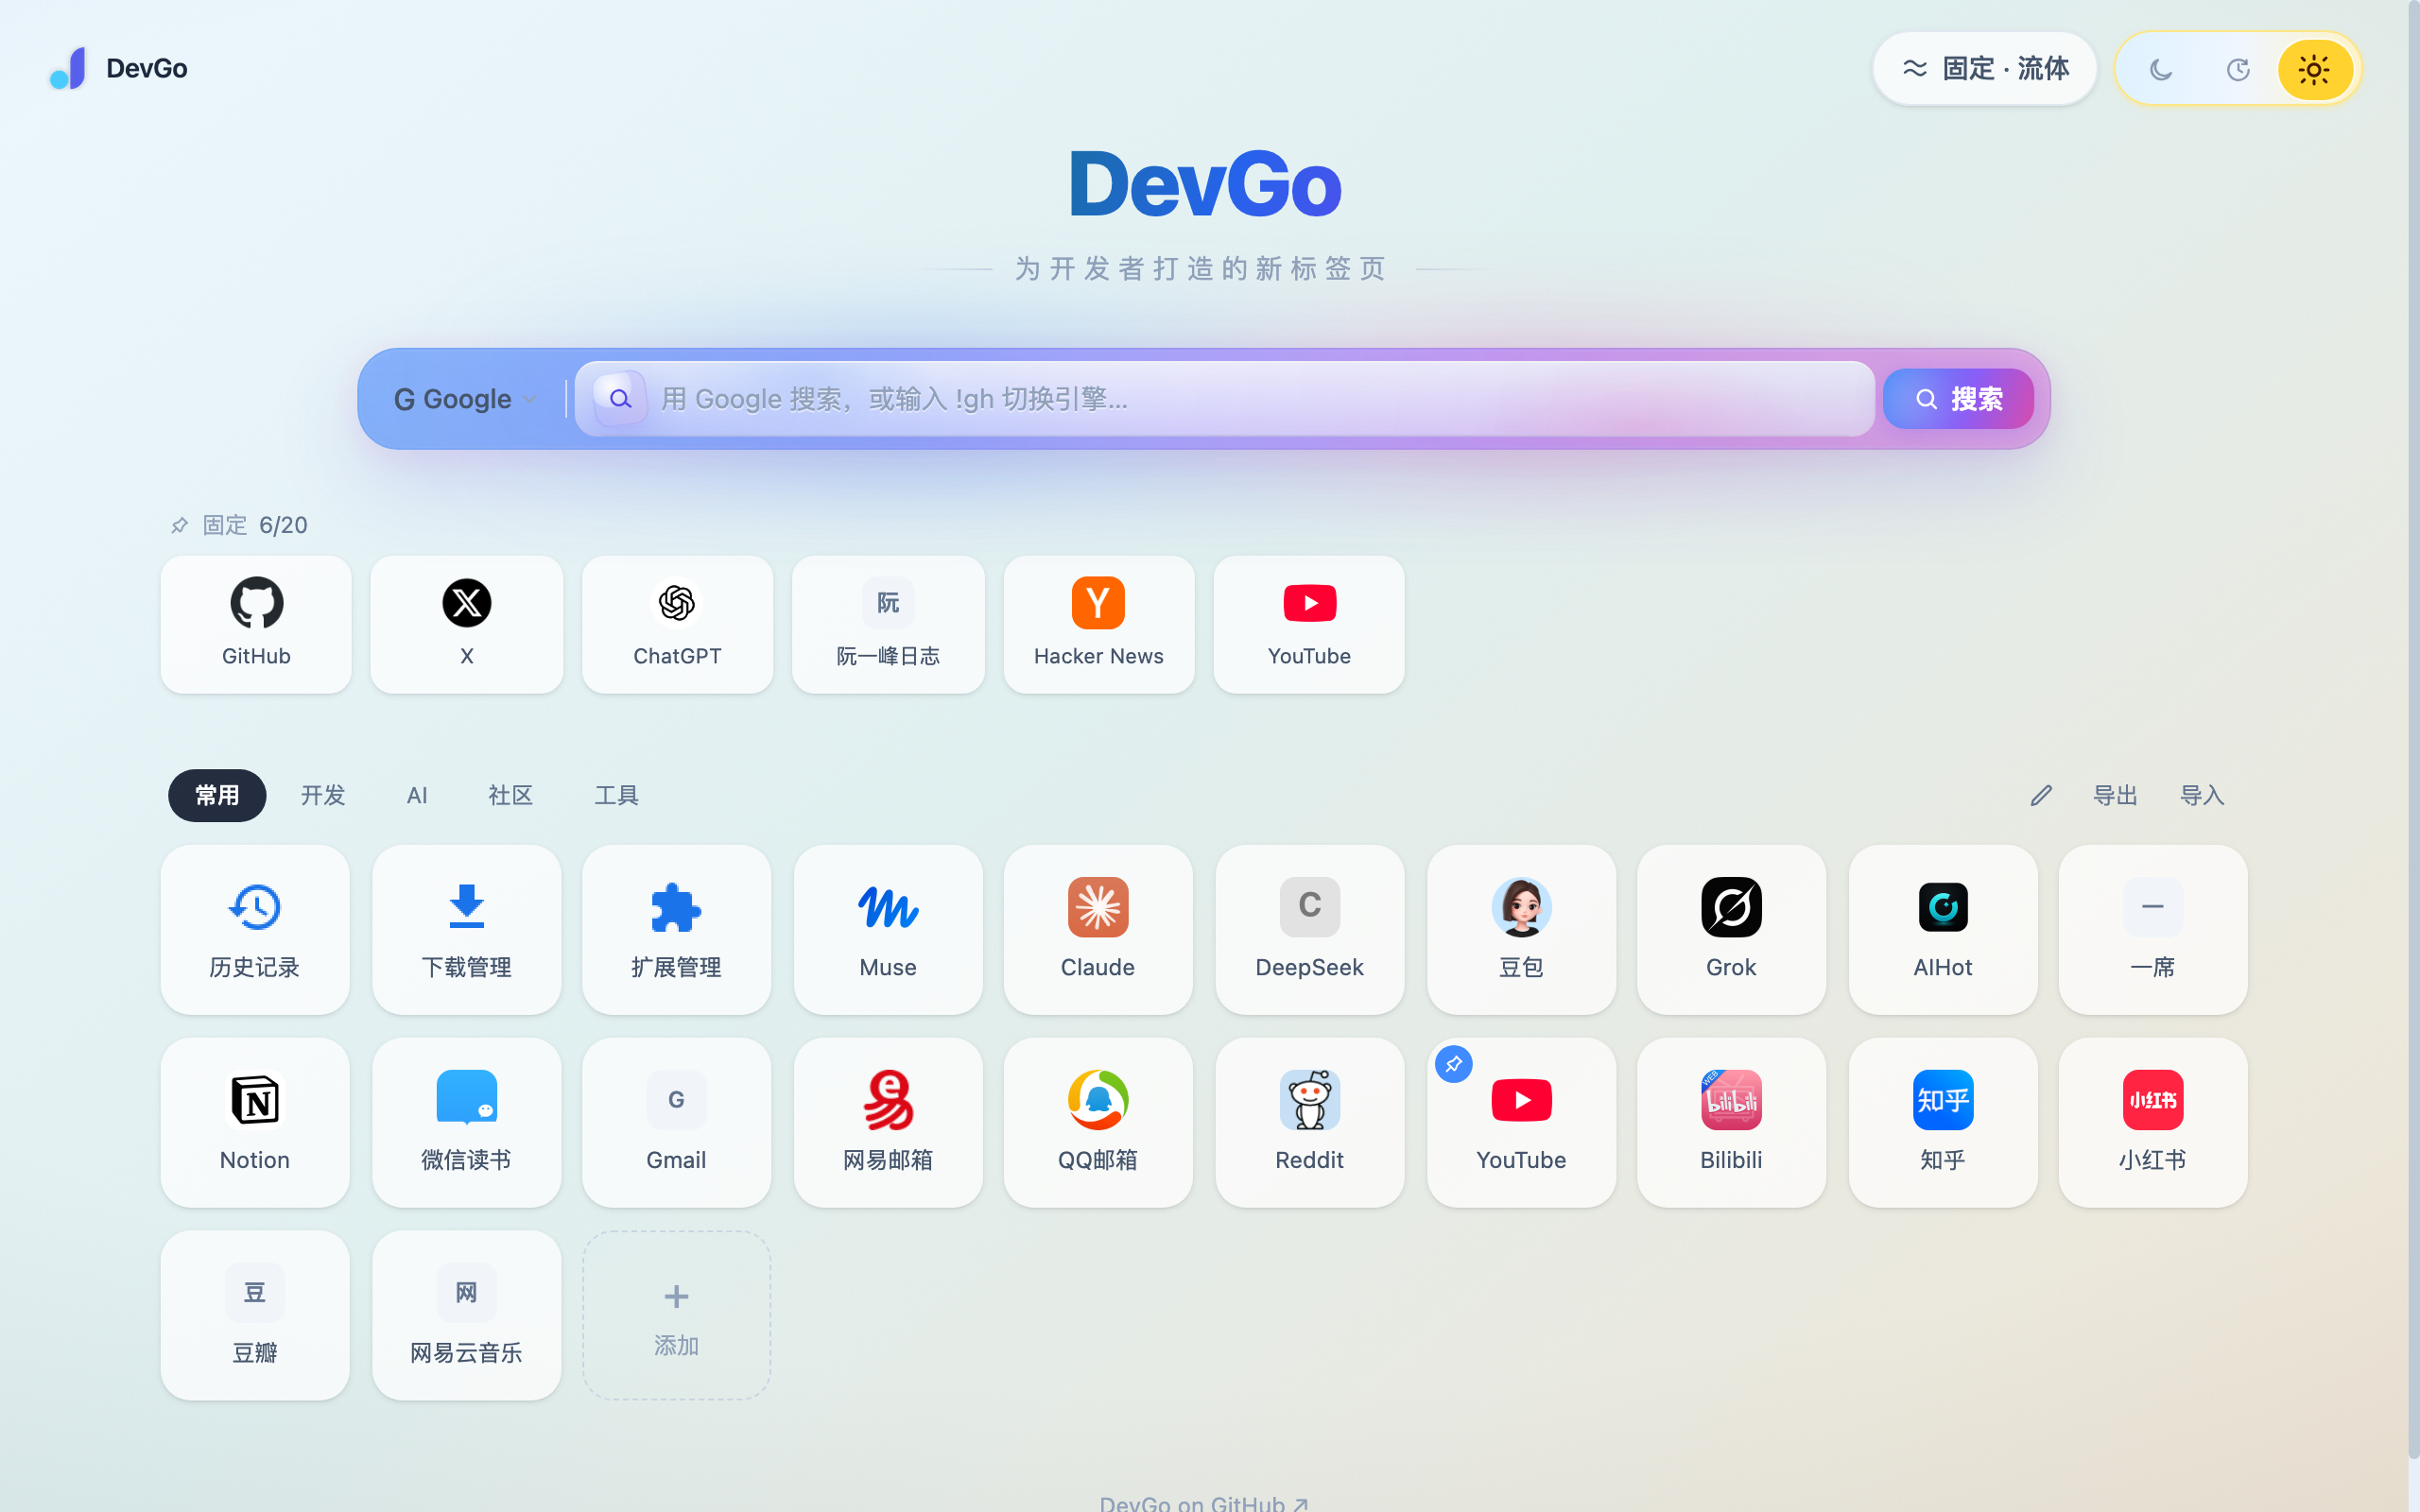 DevGo
固定 · 流体
DevGo
为开发者打造的新标签页
G Google
用 Google 搜索，或输入 !gh 切换引擎...
搜索
固定 6/20
GitHub
X
ChatGPT
阮
阮一峰日志
Y
Hacker News
YouTube
常用
开发
AI
社区
工具
导出
导入
历史记录
下载管理
扩展管理
Muse
Claude
C
DeepSeek
豆包
Grok
AIHot
一
一席
N
Notion
微信读书
G
Gmail
网易邮箱
QQ邮箱
Reddit
YouTube
WEB
bilibili
Bilibili
知乎
知乎
小红书
小红书
豆
豆瓣
网
网易云音乐
添加
DevGo on GitHub ↗